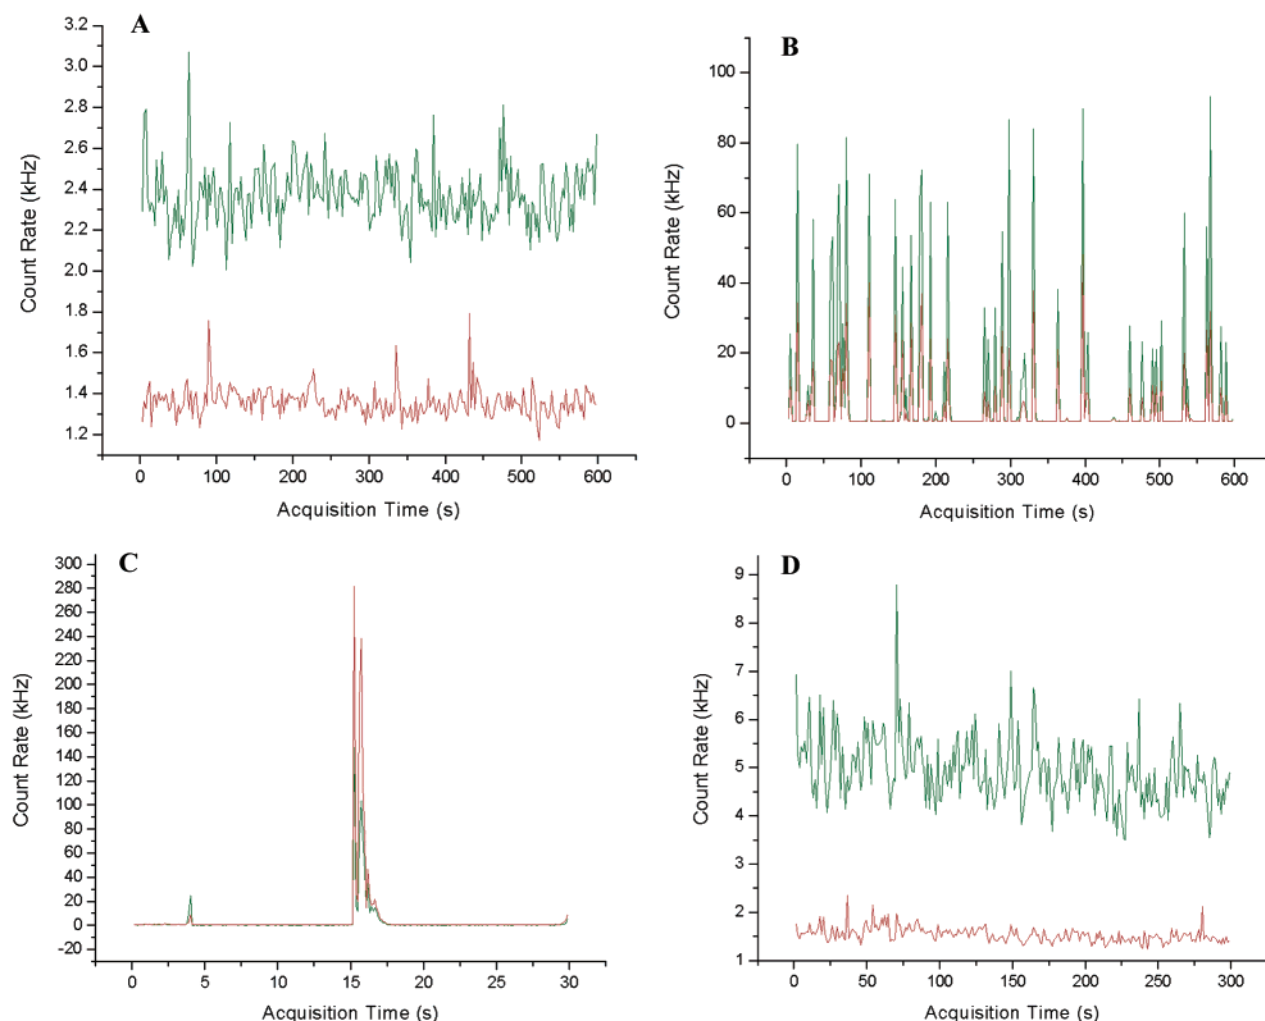 A
3.2
3.0
2.8
2.6
2.4
2.2
2.0
1.8
1.6
1.4
1.2
Count Rate (kHz)
0 100 200 300 400 500 600
Acquisition Time (s)
B
100
80
60
40
20
0
Count Rate (kHz)
0 100 200 300 400 500 600
Acquisition Time (s)
C
300
280
260
240
220
200
180
160
140
120
100
80
60
40
20
0
-20
Count Rate (kHz)
0 5 10 15 20 25 30
Acquisition Time (s)
D
9
8
7
6
5
4
3
2
1
Count Rate (kHz)
0 50 100 150 200 250 300
Acquisition Time (s)